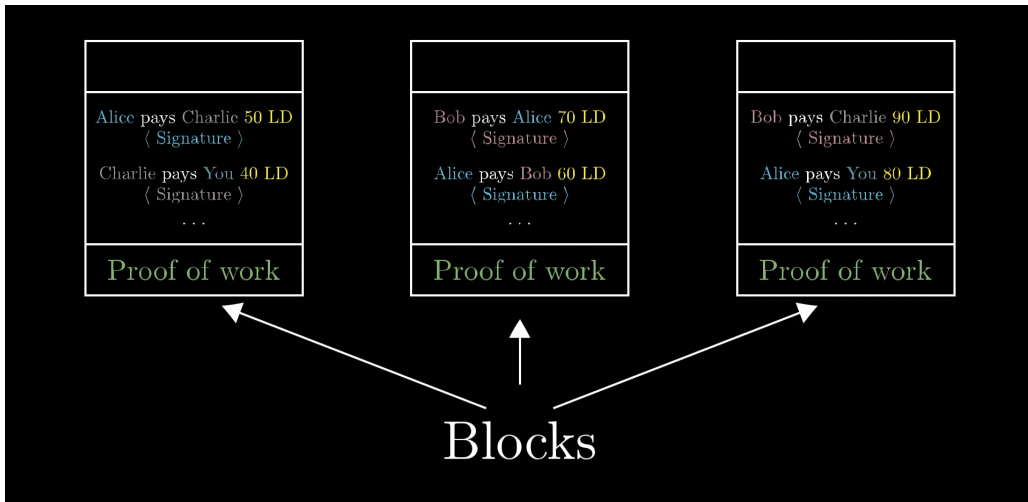 Alice pays Charlie 50 LD
⟨ Signature ⟩
Charlie pays You 40 LD
⟨ Signature ⟩
...
Proof of work
Bob pays Alice 70 LD
⟨ Signature ⟩
Alice pays Bob 60 LD
⟨ Signature ⟩
...
Proof of work
Bob pays Charlie 90 LD
⟨ Signature ⟩
Alice pays You 80 LD
⟨ Signature ⟩
...
Proof of work
Blocks